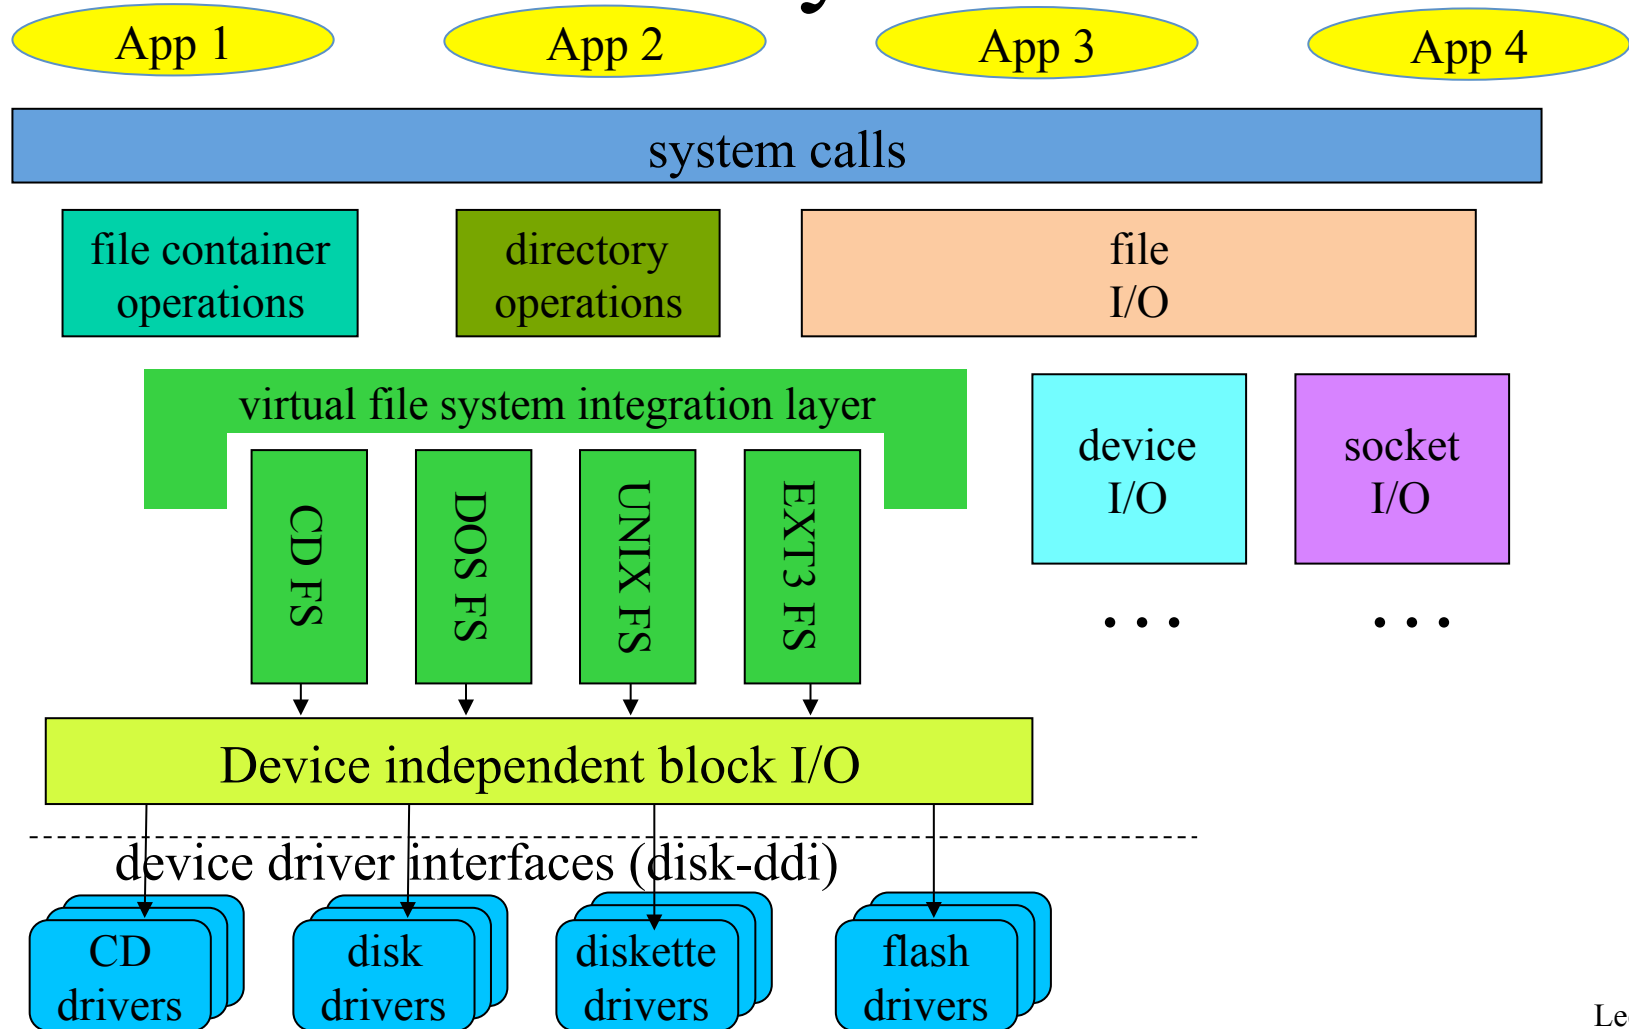 App 1
App 2
App 3
App 4
system calls
file container
operations
directory
operations
file
I/O
virtual file system integration layer
device
I/O
socket
I/O
CD FS
DOS FS
UNIX FS
EXT3 FS
. . .
. . .
Device independent block I/O
device driver interfaces (disk-ddi)
CD
drivers
disk
drivers
diskette
drivers
flash
drivers